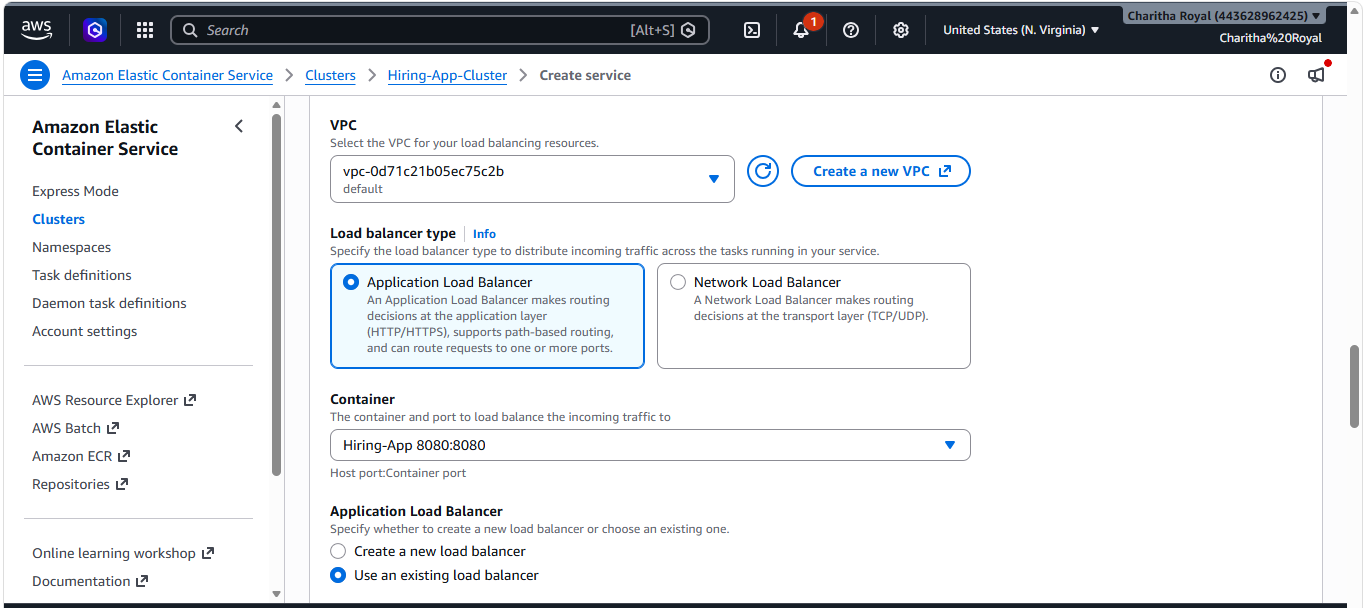 aws
Search
[Alt+S]
1
United States (N. Virginia)
Charitha Royal (443628962425)
Charitha%20Royal
Amazon Elastic Container Service
Clusters
Hiring-App-Cluster
Create service
Amazon Elastic
Container Service
Express Mode
Clusters
Namespaces
Task definitions
Daemon task definitions
Account settings
AWS Resource Explorer
AWS Batch
Amazon ECR
Repositories
Online learning workshop
Documentation
VPC
Select the VPC for your load balancing resources.
vpc-0d71c21b05ec75c2b
default
Create a new VPC
Load balancer type
Info
Specify the load balancer type to distribute incoming traffic across the tasks running in your service.
Application Load Balancer
An Application Load Balancer makes routing
decisions at the application layer
(HTTP/HTTPS), supports path-based routing,
and can route requests to one or more ports.
Network Load Balancer
A Network Load Balancer makes routing
decisions at the transport layer (TCP/UDP).
Container
The container and port to load balance the incoming traffic to
Hiring-App 8080:8080
Host port:Container port
Application Load Balancer
Specify whether to create a new load balancer or choose an existing one.
Create a new load balancer
Use an existing load balancer